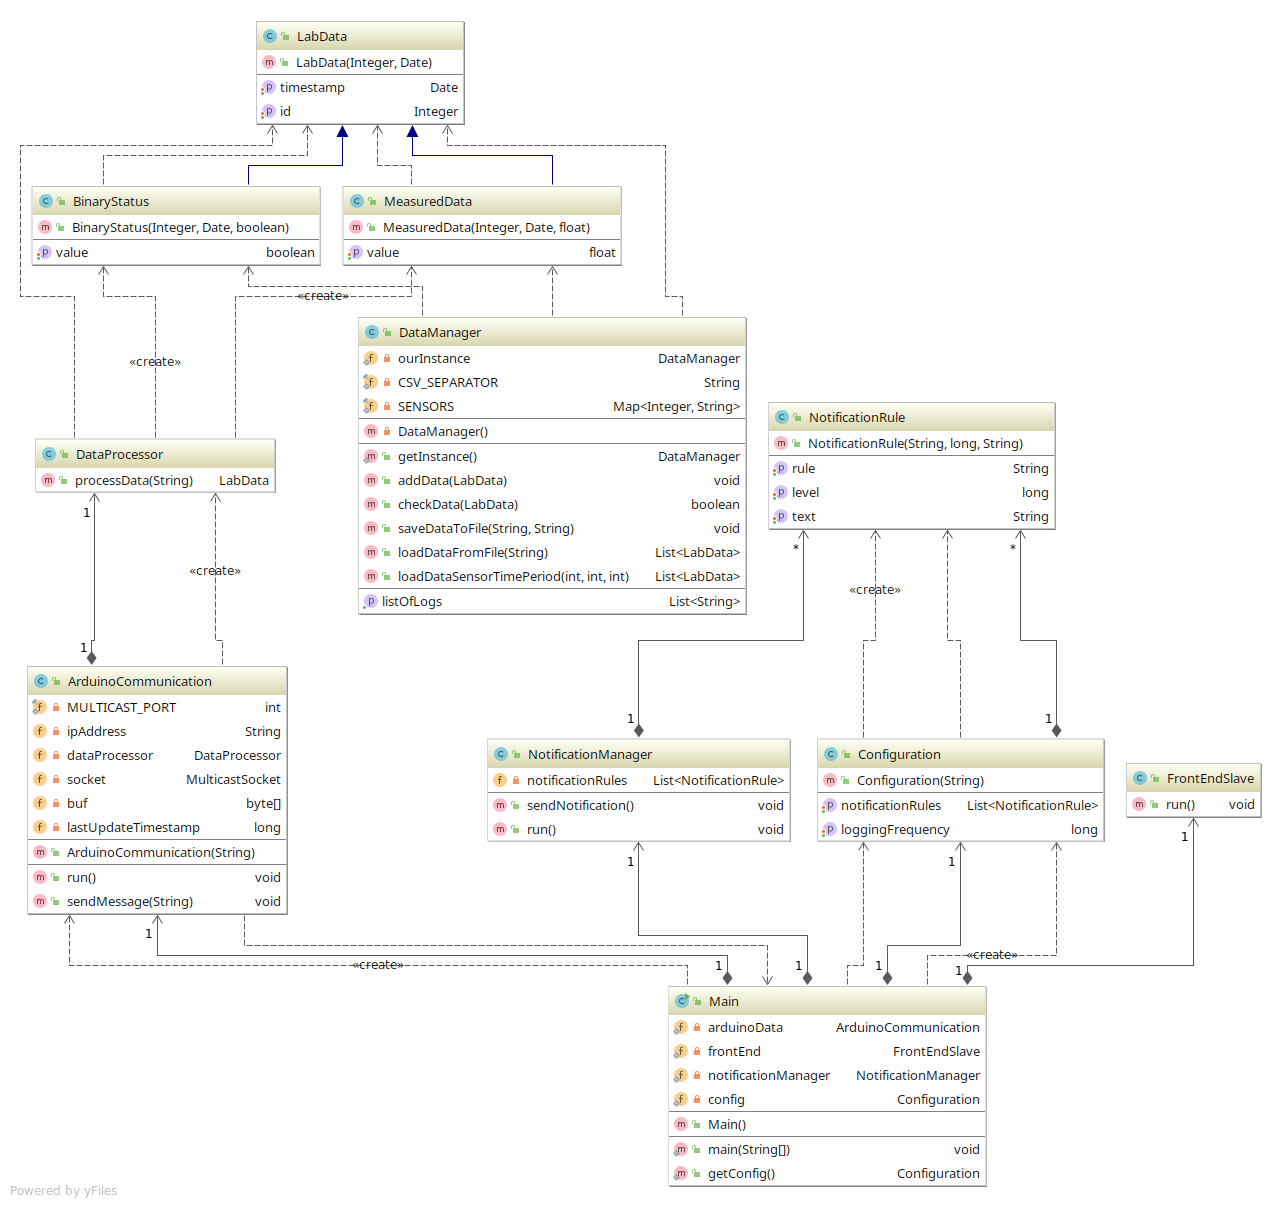 LabData
LabData(Integer, Date)
timestamp Date
id Integer
BinaryStatus
BinaryStatus(Integer, Date, boolean)
value boolean
MeasuredData
MeasuredData(Integer, Date, float)
value float
«create»
«create»
DataManager
ourInstance DataManager
CSV_SEPARATOR String
SENSORS Map<Integer, String>
DataManager()
getInstance() DataManager
addData(LabData) void
checkData(LabData) boolean
saveDataToFile(String, String) void
loadDataFromFile(String) List<LabData>
loadDataSensorTimePeriod(int, int, int) List<LabData>
listOfLogs List<String>
NotificationRule
NotificationRule(String, long, String)
rule String
level long
text String
DataProcessor
processData(String) LabData
1
«create»
1
* *
«create»
ArduinoCommunication
MULTICAST_PORT int
ipAddress String
dataProcessor DataProcessor
socket MulticastSocket
buf byte[]
lastUpdateTimestamp long
ArduinoCommunication(String)
run() void
sendMessage(String) void
1 1
NotificationManager
notificationRules List<NotificationRule>
sendNotification() void
run() void
Configuration
Configuration(String)
notificationRules List<NotificationRule>
loggingFrequency long
FrontEndSlave
run() void
1 1 1 1
«create»
«create»
1 1 1 1
Main
arduinoData ArduinoCommunication
frontEnd FrontEndSlave
notificationManager NotificationManager
config Configuration
Main()
main(String[]) void
getConfig() Configuration
Powered by yFiles